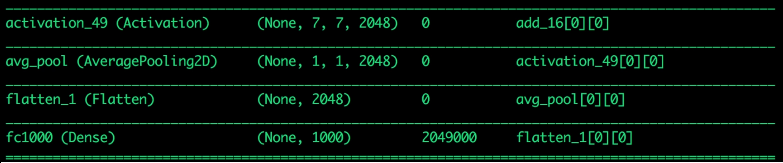 activation_49 (Activation) (None, 7, 7, 2048) 0 add_16[0][0]
avg_pool (AveragePooling2D) (None, 1, 1, 2048) 0 activation_49[0][0]
flatten_1 (Flatten) (None, 2048) 0 avg_pool[0][0]
fc1000 (Dense) (None, 1000) 2049000 flatten_1[0][0]